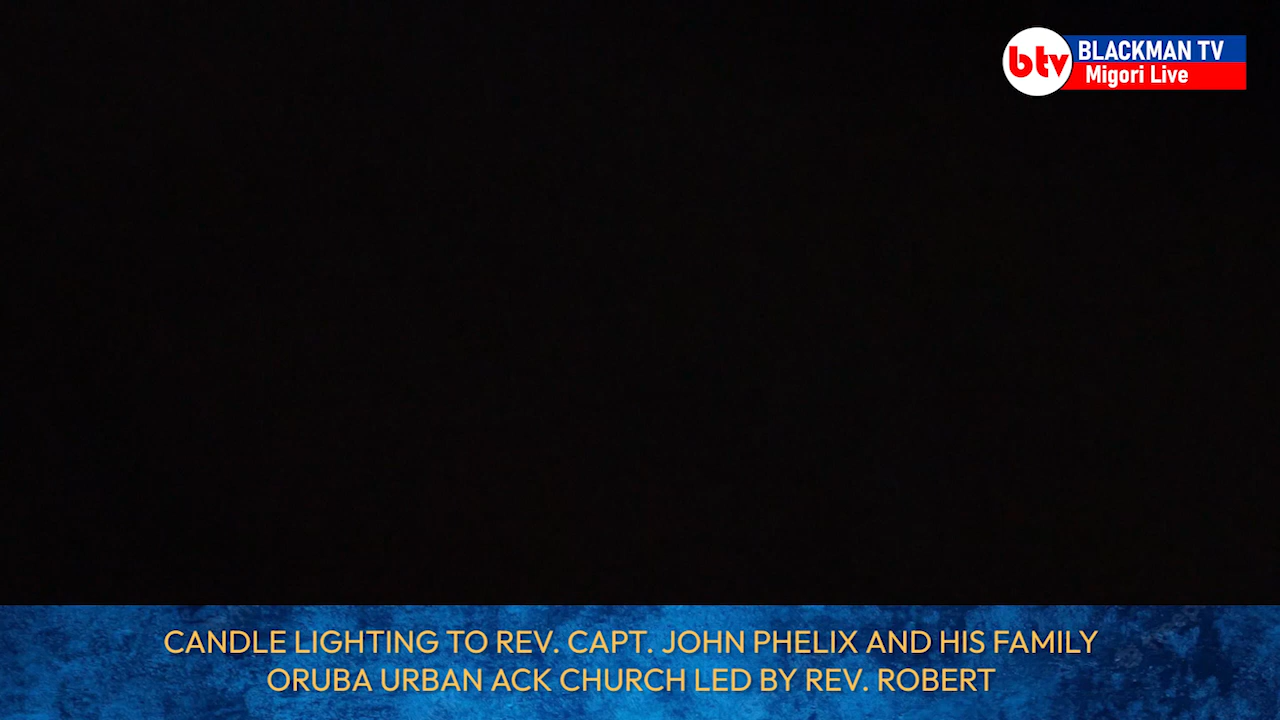 btv
BLACKMAN TV
Migori Live
CANDLE LIGHTING TO REV. CAPT. JOHN PHELIX AND HIS FAMILY
ORUBA URBAN ACK CHURCH LED BY REV. ROBERT